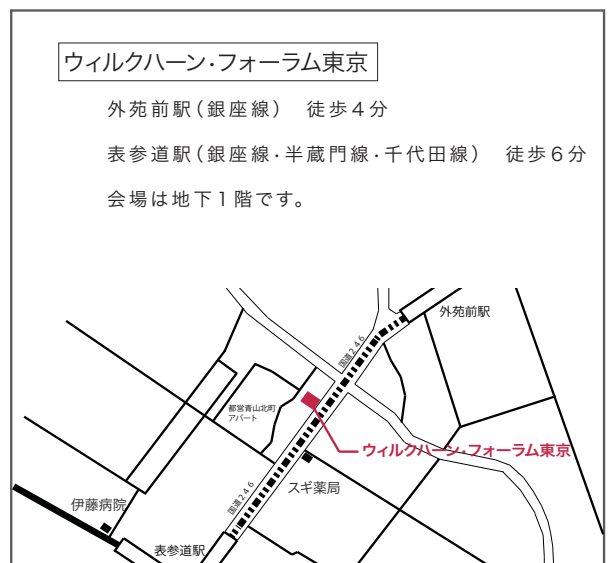 ウィルクハーン・フォーラム東京
外苑前駅(銀座線) 徒歩4分
表参道駅(銀座線・半蔵門線・千代田線) 徒歩6分
会場は地下1階です。
外苑前駅
国道246
都営青山北町
アパート
ウィルクハーン・フォーラム東京
スギ薬局
国道246
伊藤病院
表参道駅